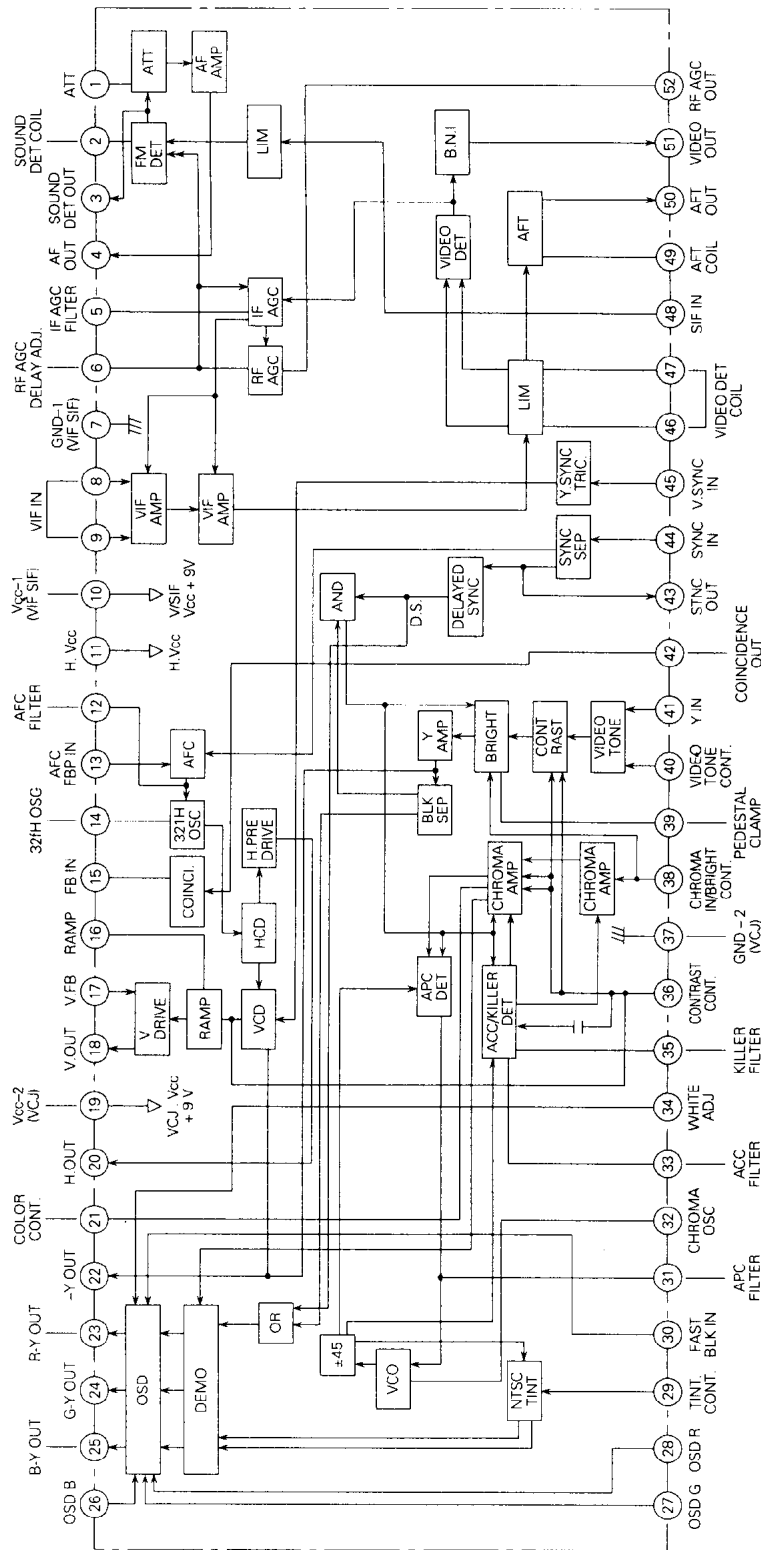 ATT
1
SOUND
DET COIL
2
SOUND
DET OUT
3
AF
OUT
4
IF AGC
FILTER
5
RF AGC
DELAY ADJ.
6
GND-1
(VIF SIF)
7
VIF IN
8
9
Vcc-1
(VIF SIF)
10
V/SIF
Vcc + 9V
H. Vcc
11
H.Vcc
AFC
FILTER
12
AFC
FBP IN
13
32fH OSG
14
FB IN
15
RAMP
16
V.FB
17
V.OUT
18
Vcc-2
(VCJ)
19
VCJ . Vcc
+ 9 V
H.OUT
20
COLOR
CONT.
21
-Y OUT
22
R-Y OUT
23
G-Y OUT
24
B-Y OUT
25
OSD B
26
ATT
AF
AMP
FM
DET
LIM
IF
AGC
RF
AGC
VIF
AMP
VIF
AMP
B.N.I
VIDEO
DET
AFT
LIM
Y.SYNC
TRIC.
SYNC
SEP
DELAYED
SYNC
D.S.
AND
AFC
321H
OSC
COINCI.
H.PRE
DRIVE
HCD
VCD
RAMP
V
DRIVE
Y
AMP
BLK
SEP
BRIGHT
CONT
RAST
VIDEO
TONE
CHROMA
AMP
CHROMA
AMP
APC
DET
ACC/KILLER
DET
OSD
DEMO
OR
±45
VCO
NTSC
TINT
52
RF AGC
OUT
51
VIDEO
OUT
50
AFT
OUT
49
AFT
COIL
48
SIF IN
47
46
VIDEO DET
COIL
45
V.SYNC
IN
44
SYNC
IN
43
STNC
OUT
42
COINCIDENCE
OUT
41
Y IN
40
VIDEO
TONE CONT.
39
PEDESTAL
CLAMP
38
CHROMA
IN/BRIGHT
CONT.
37
GND-2
(VCJ)
36
CONTRAST
CONT.
35
KILLER
FILTER
34
WHITE
ADJ
33
ACC
FILTER
32
CHROMA
OSC
31
APC
FILTER
30
FAST
BLK IN
29
TINT.
CONT.
28
OSD R
27
OSD G